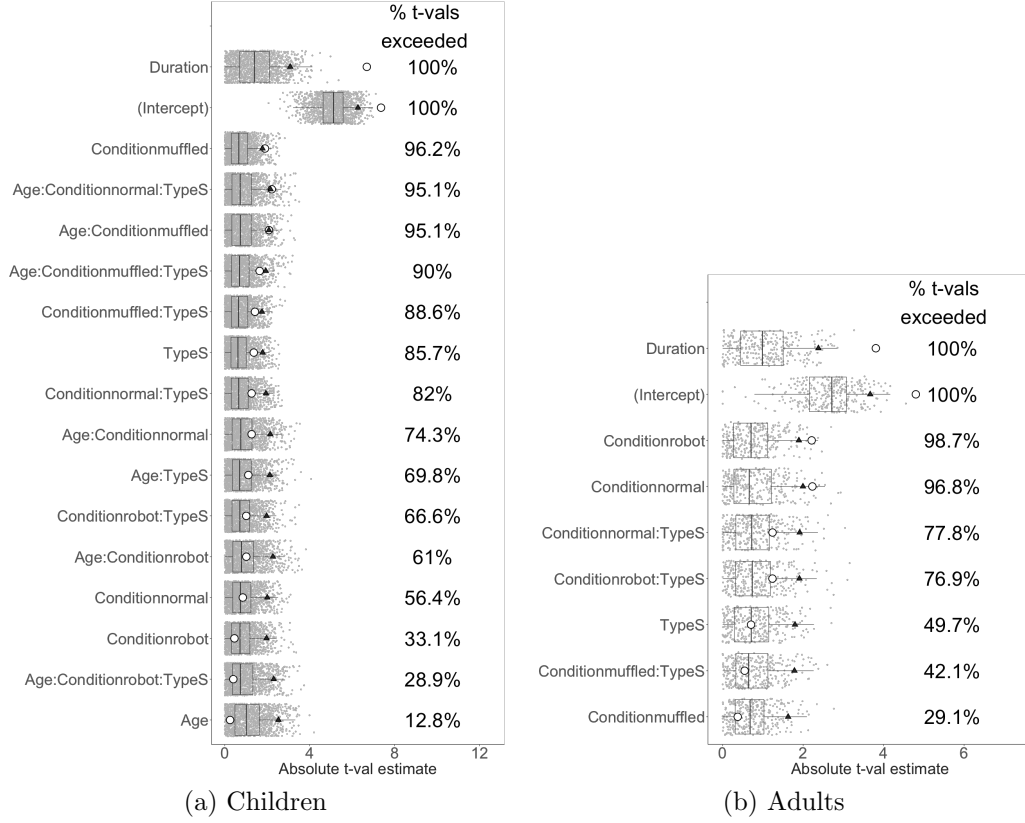 % t-vals
exceeded
Duration 100%
(Intercept) 100%
Conditionmuffled 96.2%
Age:Conditionnormal:TypeS 95.1%
Age:Conditionmuffled 95.1%
Age:Conditionmuffled:TypeS 90%
Conditionmuffled:TypeS 88.6%
TypeS 85.7%
Conditionnormal:TypeS 82%
Age:Conditionnormal 74.3%
Age:TypeS 69.8%
Conditionrobot:TypeS 66.6%
Age:Conditionrobot 61%
Conditionnormal 56.4%
Conditionrobot 33.1%
Age:Conditionrobot:TypeS 28.9%
Age 12.8%
0 4 8 12
Absolute t-val estimate
(a) Children
% t-vals
exceeded
Duration 100%
(Intercept) 100%
Conditionrobot 98.7%
Conditionnormal 96.8%
Conditionnormal:TypeS 77.8%
Conditionrobot:TypeS 76.9%
TypeS 49.7%
Conditionmuffled:TypeS 42.1%
Conditionmuffled 29.1%
0 2 4 6
Absolute t-val estimate
(b) Adults